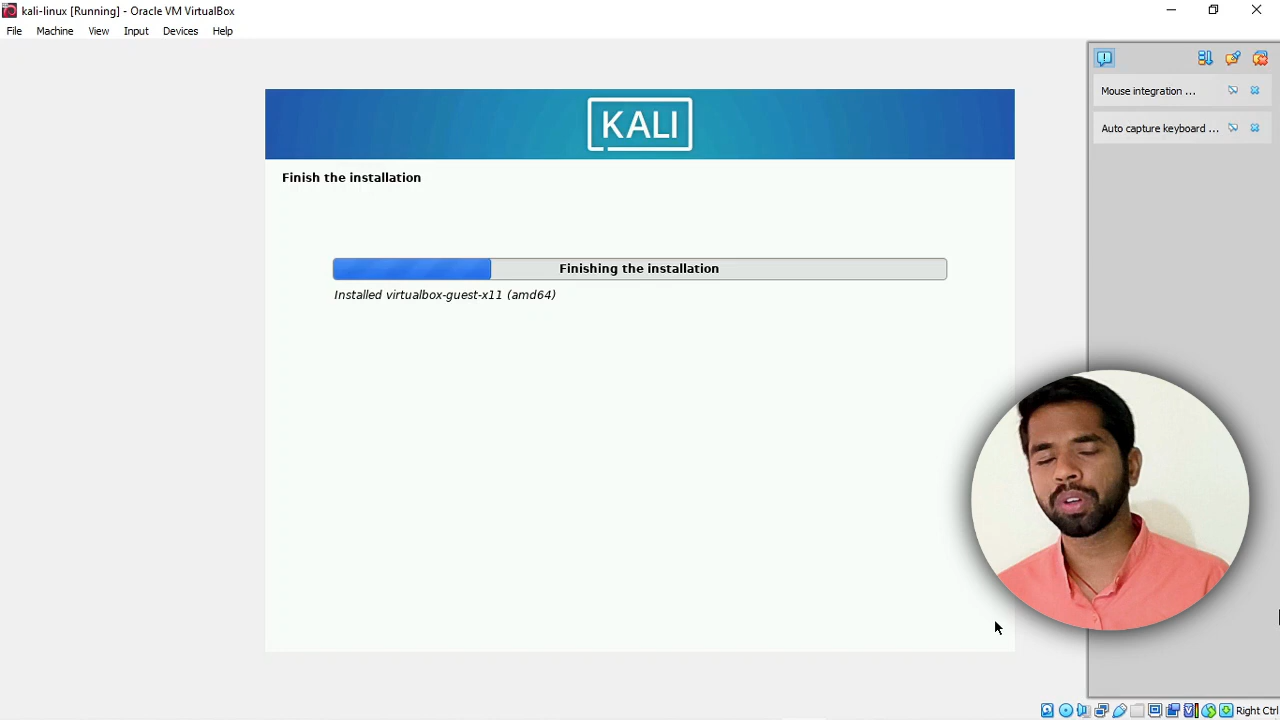 kali-linux [Running] - Oracle VM VirtualBox
File Machine View Input Devices Help
KALI
Finish the installation
Finishing the installation
Installed virtualbox-guest-x11 (amd64)
Mouse integration ...
Auto capture keyboard ...
Right Ctrl